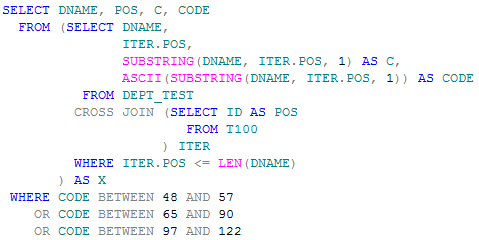 SELECT DNAME, POS, C, CODE
FROM (SELECT DNAME,
ITER.POS,
SUBSTRING(DNAME, ITER.POS, 1) AS C,
ASCII(SUBSTRING(DNAME, ITER.POS, 1)) AS CODE
FROM DEPT_TEST
CROSS JOIN (SELECT ID AS POS
FROM T100
) ITER
WHERE ITER.POS <= LEN(DNAME)
) AS X
WHERE CODE BETWEEN 48 AND 57
OR CODE BETWEEN 65 AND 90
OR CODE BETWEEN 97 AND 122